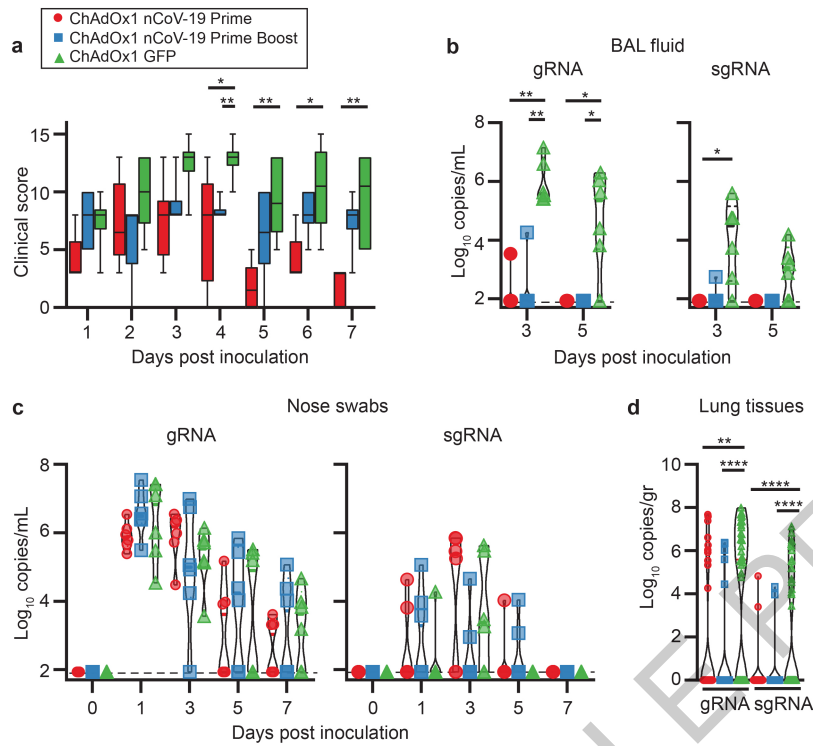 ChAdOx1 nCoV-19 Prime
ChAdOx1 nCoV-19 Prime Boost
ChAdOx1 GFP
a
* ** ** * **
15
10
5
0
Clinical score
1 2 3 4 5 6 7
Days post inoculation
b
BAL fluid
gRNA sgRNA
** ** * * *
8
6
4
2
Log10 copies/mL
3 5 3 5
Days post inoculation
c
Nose swabs
gRNA sgRNA
8
6
4
2
Log10 copies/mL
0 1 3 5 7 0 1 3 5 7
Days post inoculation
d
Lung tissues
** **** **** ****
10
8
6
4
2
0
Log10 copies/gr
gRNA sgRNA
LE PRE